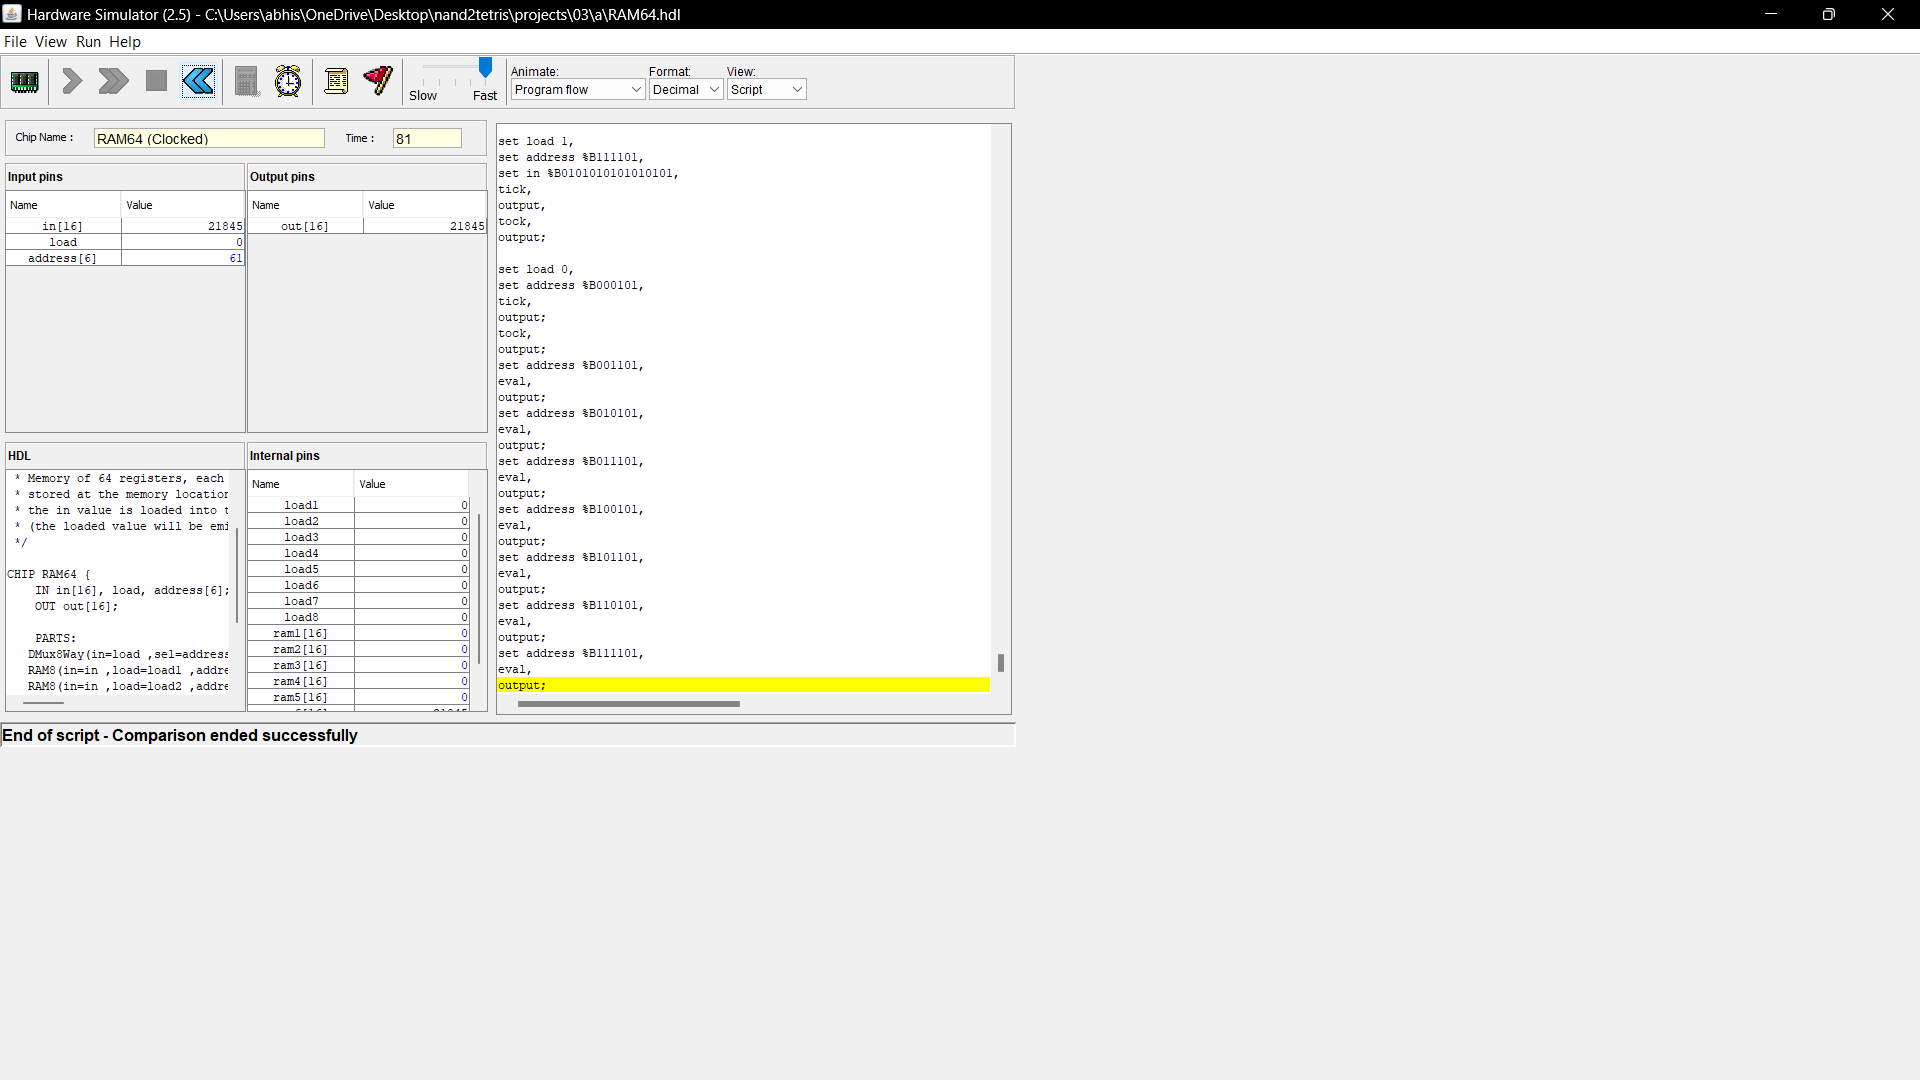 Hardware Simulator (2.5) - C:\Users\abhis\OneDrive\Desktop\nand2tetris\projects\03\a\RAM64.hdl
File View Run Help
Slow Fast
Animate: Format: View:
Program flow Decimal Script
Chip Name : RAM64 (Clocked) Time : 81
Input pins
Name Value
in[16] 21845
load 0
address[6] 61
Output pins
Name Value
out[16] 21845
HDL
* Memory of 64 registers, each
* stored at the memory location
* the in value is loaded into t
* (the loaded value will be emi
*/
CHIP RAM64 {
IN in[16], load, address[6];
OUT out[16];
PARTS:
DMux8Way(in=load ,sel=address
RAM8(in=in ,load=load1 ,addre
RAM8(in=in ,load=load2 ,addre
Internal pins
Name Value
load1 0
load2 0
load3 0
load4 0
load5 0
load6 0
load7 0
load8 0
ram1[16] 0
ram2[16] 0
ram3[16] 0
ram4[16] 0
ram5[16] 0
set load 1,
set address %B111101,
set in %B0101010101010101,
tick,
output,
tock,
output;
set load 0,
set address %B000101,
tick,
output;
tock,
output;
set address %B001101,
eval,
output;
set address %B010101,
eval,
output;
set address %B011101,
eval,
output;
set address %B100101,
eval,
output;
set address %B101101,
eval,
output;
set address %B110101,
eval,
output;
set address %B111101,
eval,
output;
End of script - Comparison ended successfully